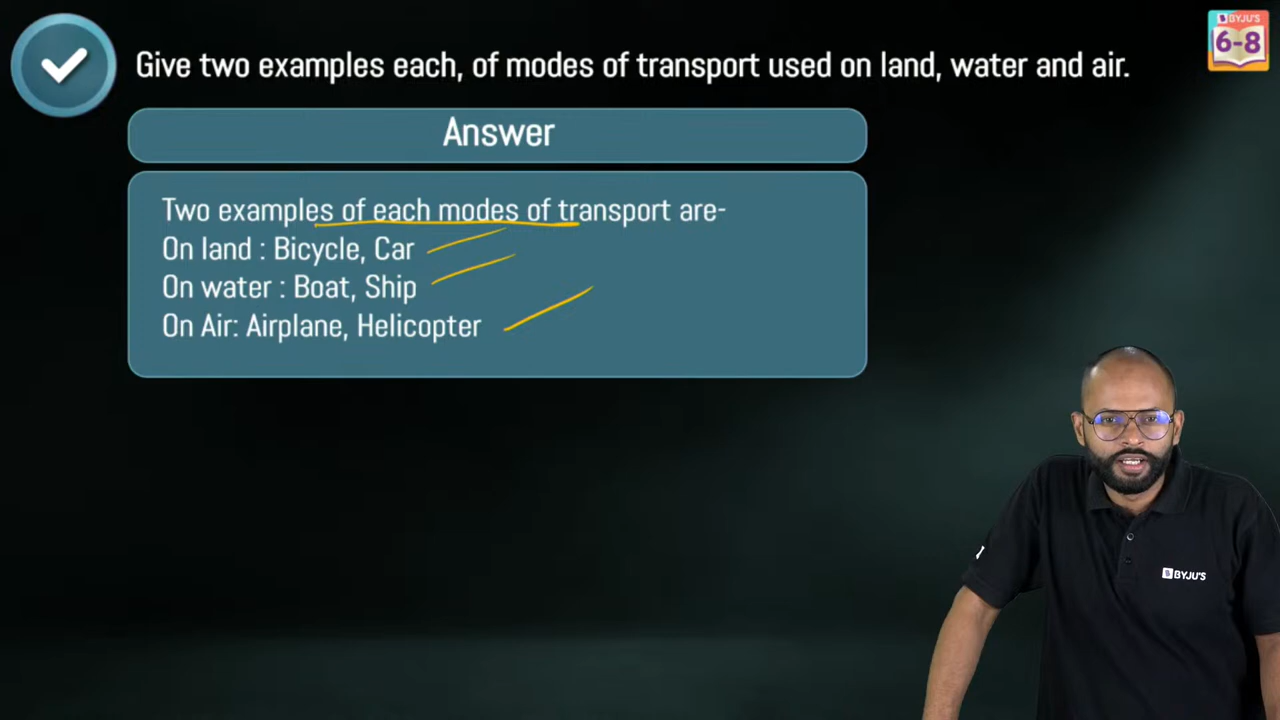 Give two examples each, of modes of transport used on land, water and air.
BYJU'S
6-8
Answer
Two examples of each modes of transport are-
On land : Bicycle, Car
On water : Boat, Ship
On Air: Airplane, Helicopter
BYJU'S